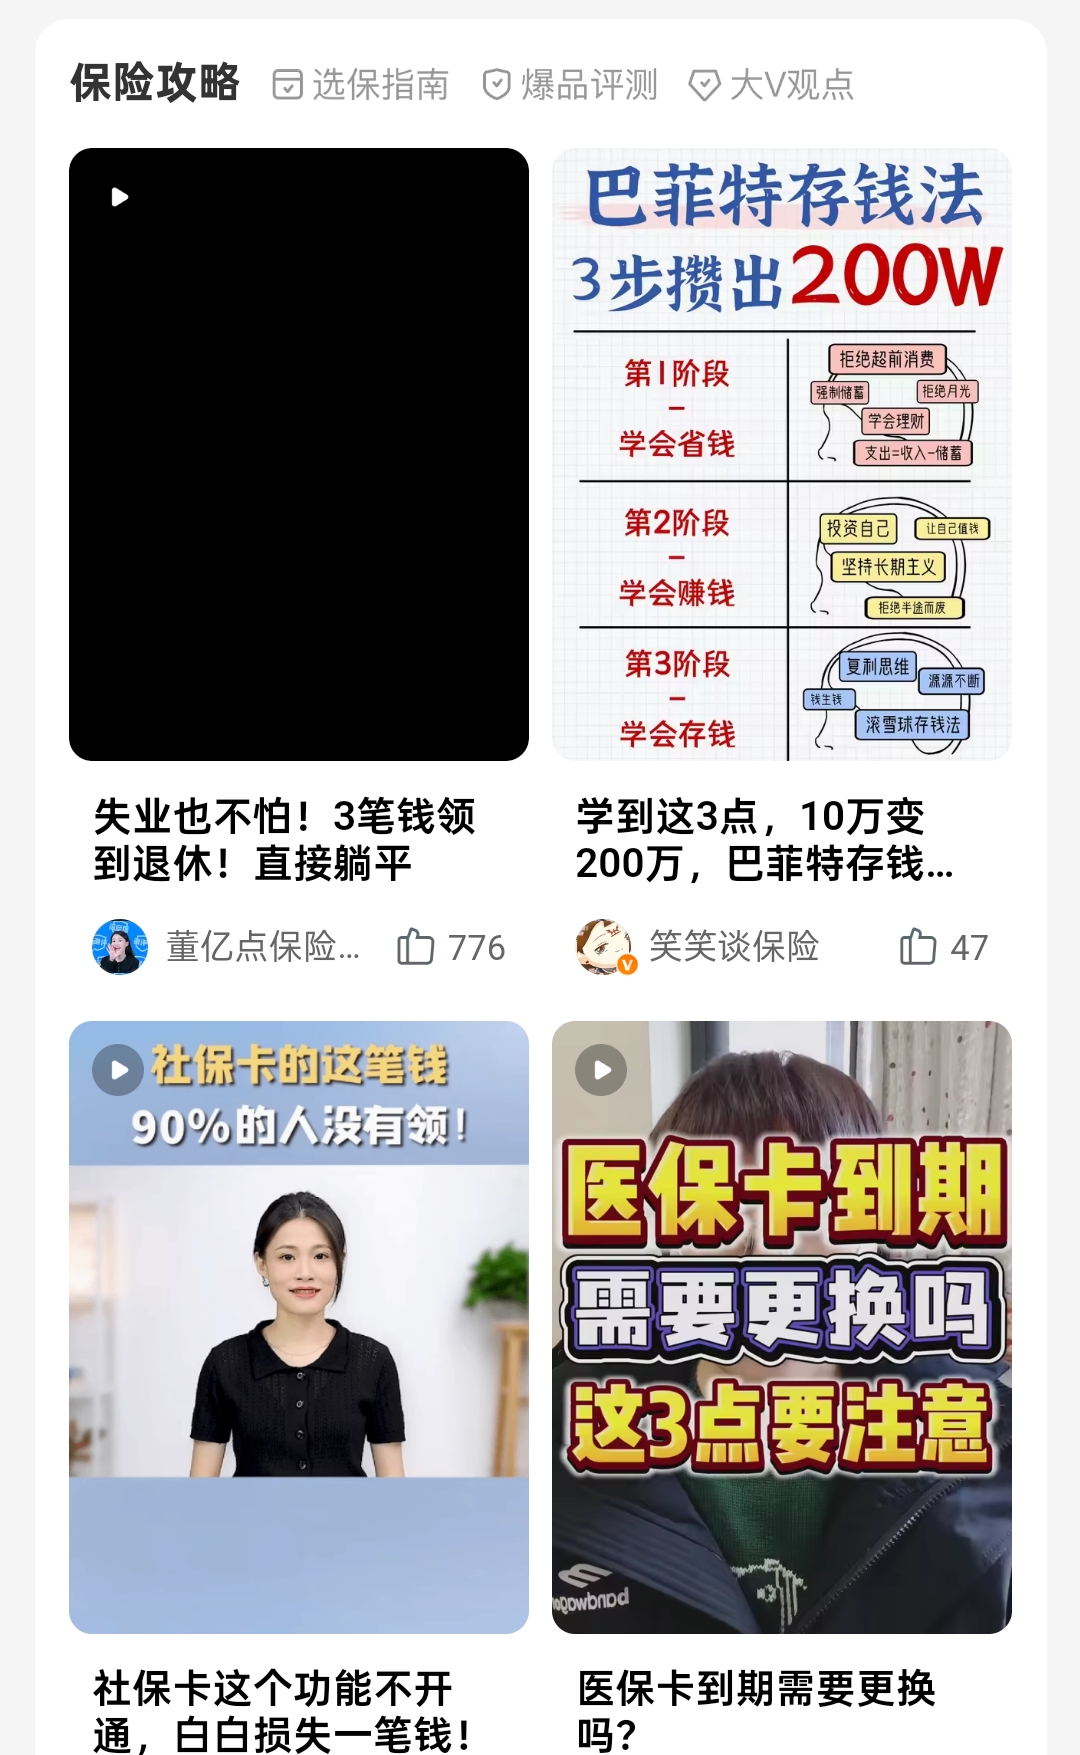 保险攻略 选保指南 爆品评测 大V观点
巴菲特存钱法
3步攒出200W
第1阶段
–
学会省钱
拒绝超前消费
强制储蓄
拒绝月光
学会理财
支出=收入-储蓄
第2阶段
–
学会赚钱
投资自己
让自己值钱
坚持长期主义
拒绝半途而废
第3阶段
–
学会存钱
复利思维
源源不断
钱生钱
滚雪球存钱法
失业也不怕！3笔钱领
到退休！直接躺平
董亿点保险... 776
学到这3点，10万变
200万，巴菲特存钱...
笑笑谈保险 47
社保卡的这笔钱
90%的人没有领！
医保卡到期
需要更换吗
这3点要注意
bandwagon
社保卡这个功能不开
通，白白损失一笔钱！
医保卡到期需要更换
吗？